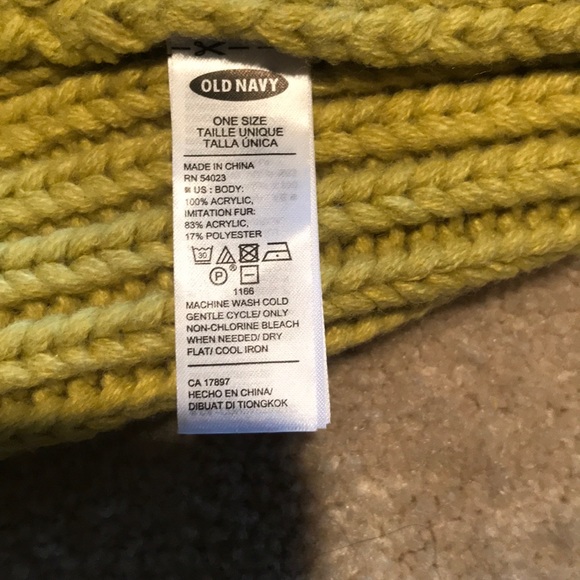 OLD NAVY
ONE SIZE
TAILLE UNIQUE
TALLA ÚNICA
MADE IN CHINA
RN 54023
US : BODY:
100% ACRYLIC,
IMITATION FUR:
83% ACRYLIC,
17% POLYESTER
30
P ®
1166
MACHINE WASH COLD
GENTLE CYCLE/ ONLY
NON-CHLORINE BLEACH
WHEN NEEDED/ DRY
FLAT/ COOL IRON
CA 17897
HECHO EN CHINA/
DIBUAT DI TIONGKOK